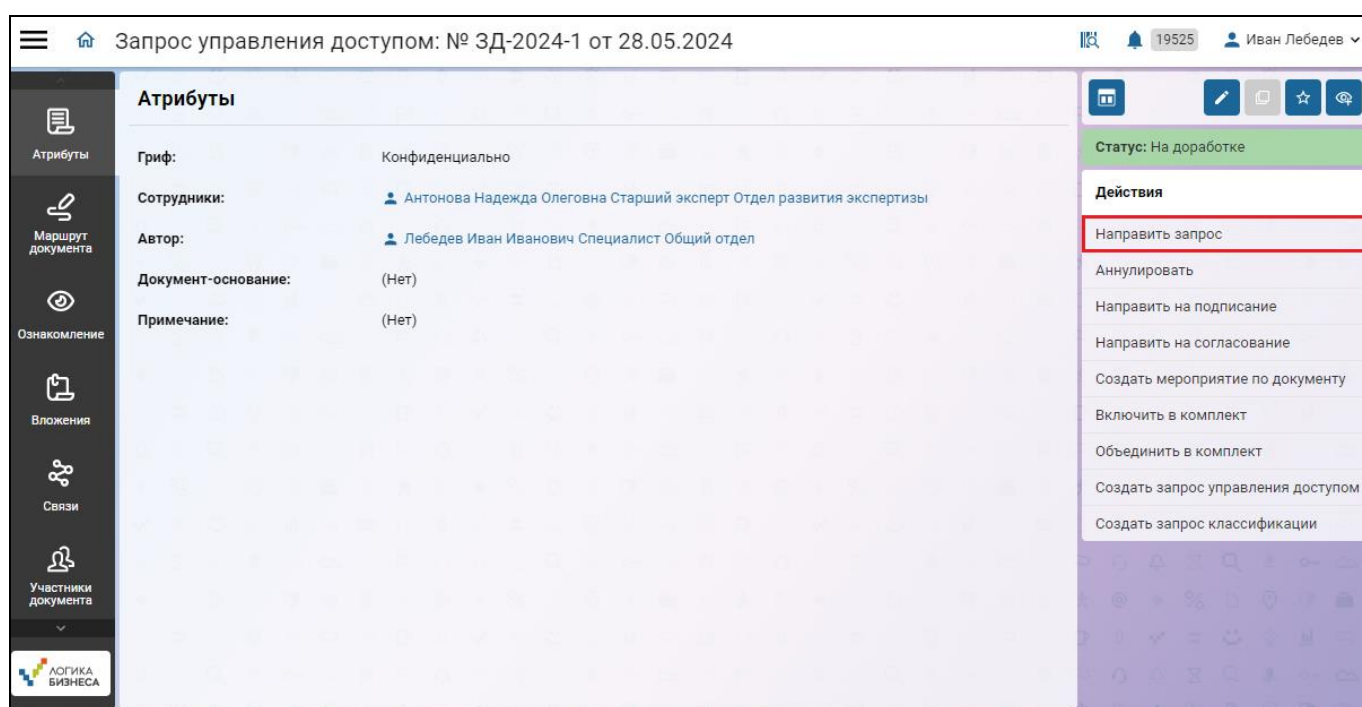 Запрос управления доступом: № ЗД-2024-1 от 28.05.2024
19525
Иван Лебедев
Атрибуты
Маршрут
документа
Ознакомление
Вложения
Связи
Участники
документа
ЛОГИКА
БИЗНЕСА
Атрибуты
Гриф: Конфиденциально
Сотрудники: Антонова Надежда Олеговна Старший эксперт Отдел развития экспертизы
Автор: Лебедев Иван Иванович Специалист Общий отдел
Документ-основание: (Нет)
Примечание: (Нет)
Статус: На доработке
Действия
Направить запрос
Аннулировать
Направить на подписание
Направить на согласование
Создать мероприятие по документу
Включить в комплект
Объединить в комплект
Создать запрос управления доступом
Создать запрос классификации